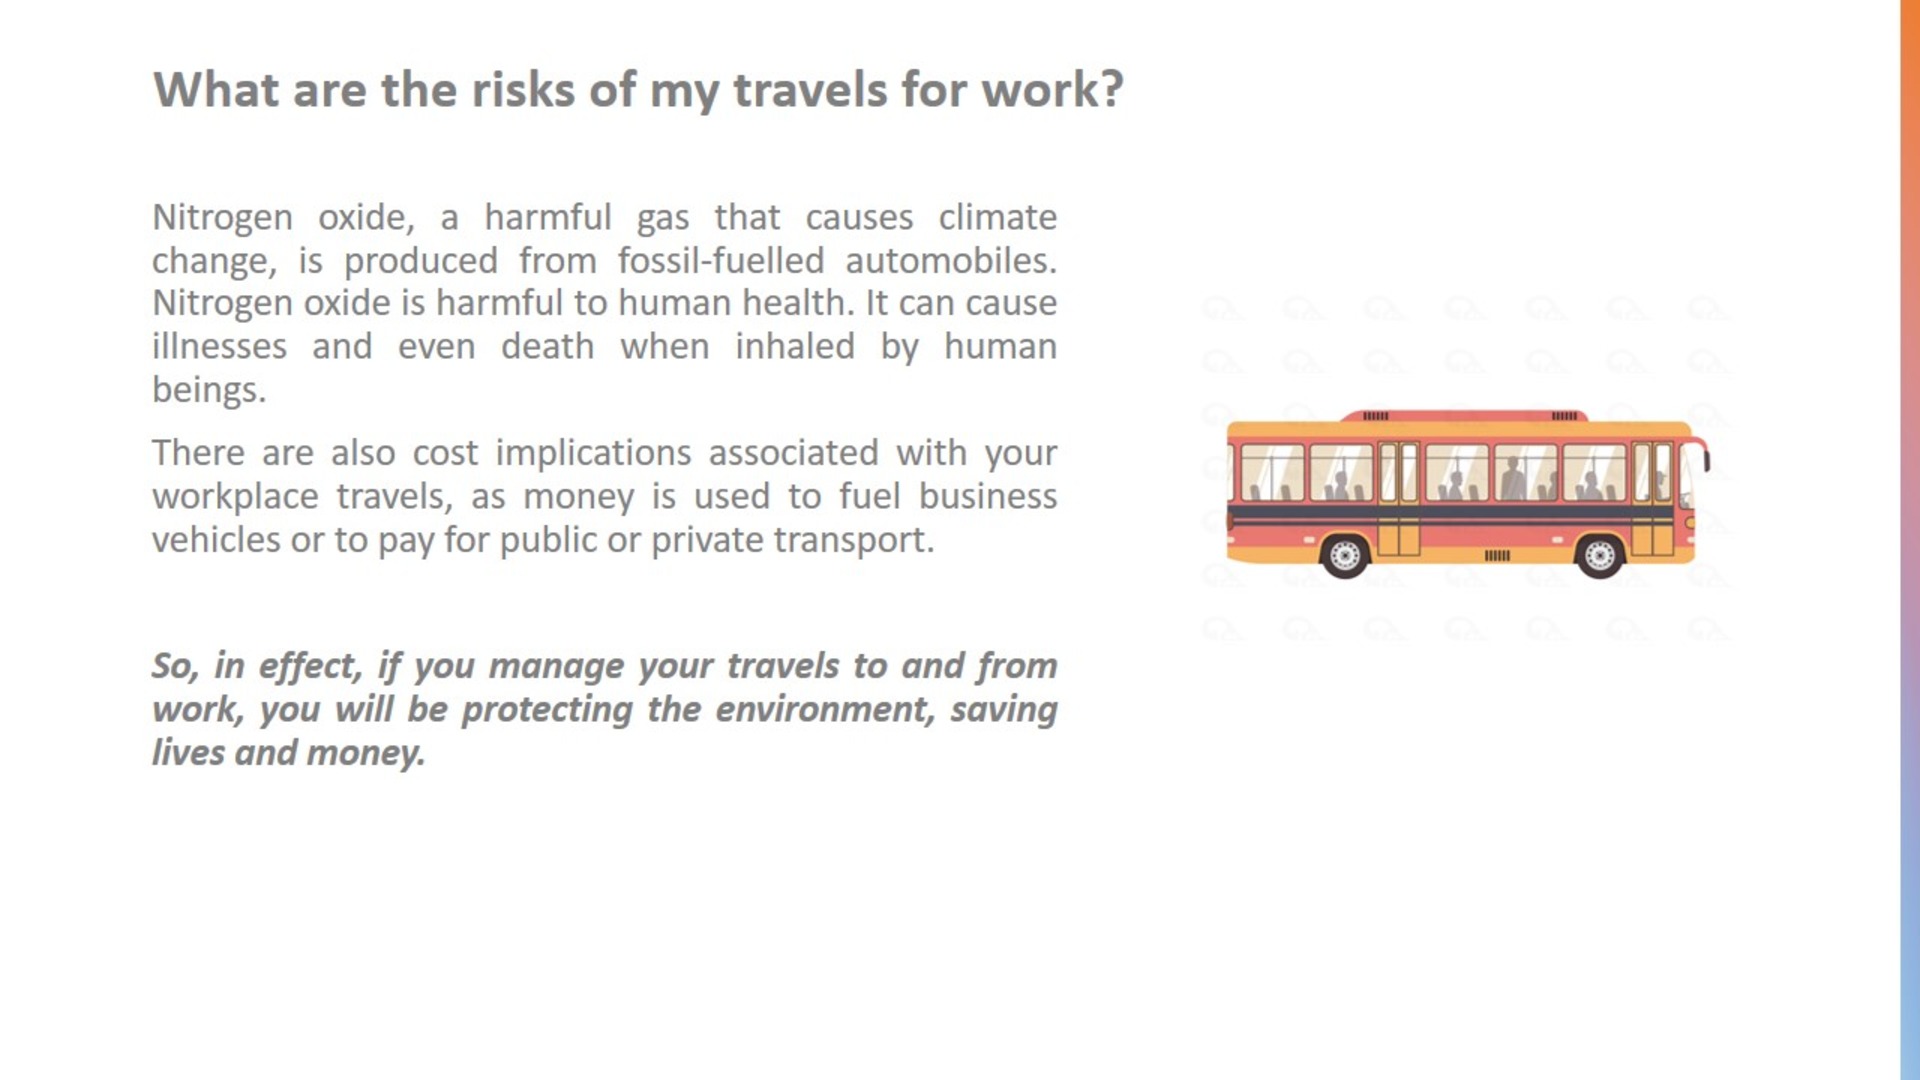 What are the risks of my travels for work?
Nitrogen oxide, a harmful gas that causes climate
change, is produced from fossil-fuelled automobiles.
Nitrogen oxide is harmful to human health. It can cause
illnesses and even death when inhaled by human
beings.
There are also cost implications associated with your
workplace travels, as money is used to fuel business
vehicles or to pay for public or private transport.
So, in effect, if you manage your travels to and from
work, you will be protecting the environment, saving
lives and money.